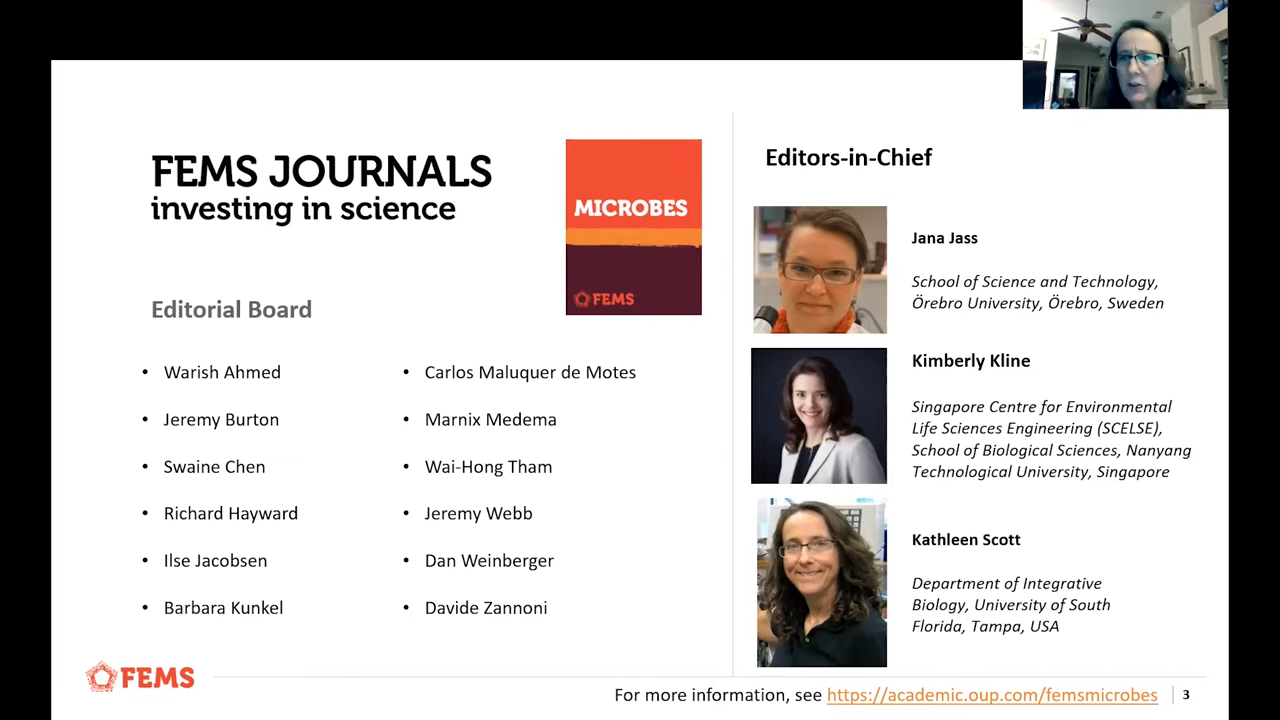 FEMS JOURNALS
investing in science
MICROBES
FEMS
Editorial Board
• Warish Ahmed
• Jeremy Burton
• Swaine Chen
• Richard Hayward
• Ilse Jacobsen
• Barbara Kunkel
• Carlos Maluquer de Motes
• Marnix Medema
• Wai-Hong Tham
• Jeremy Webb
• Dan Weinberger
• Davide Zannoni
Editors-in-Chief
Jana Jass
School of Science and Technology,
Örebro University, Örebro, Sweden
Kimberly Kline
Singapore Centre for Environmental
Life Sciences Engineering (SCELSE),
School of Biological Sciences, Nanyang
Technological University, Singapore
Kathleen Scott
Department of Integrative
Biology, University of South
Florida, Tampa, USA
FEMS
For more information, see https://academic.oup.com/femsmicrobes
3